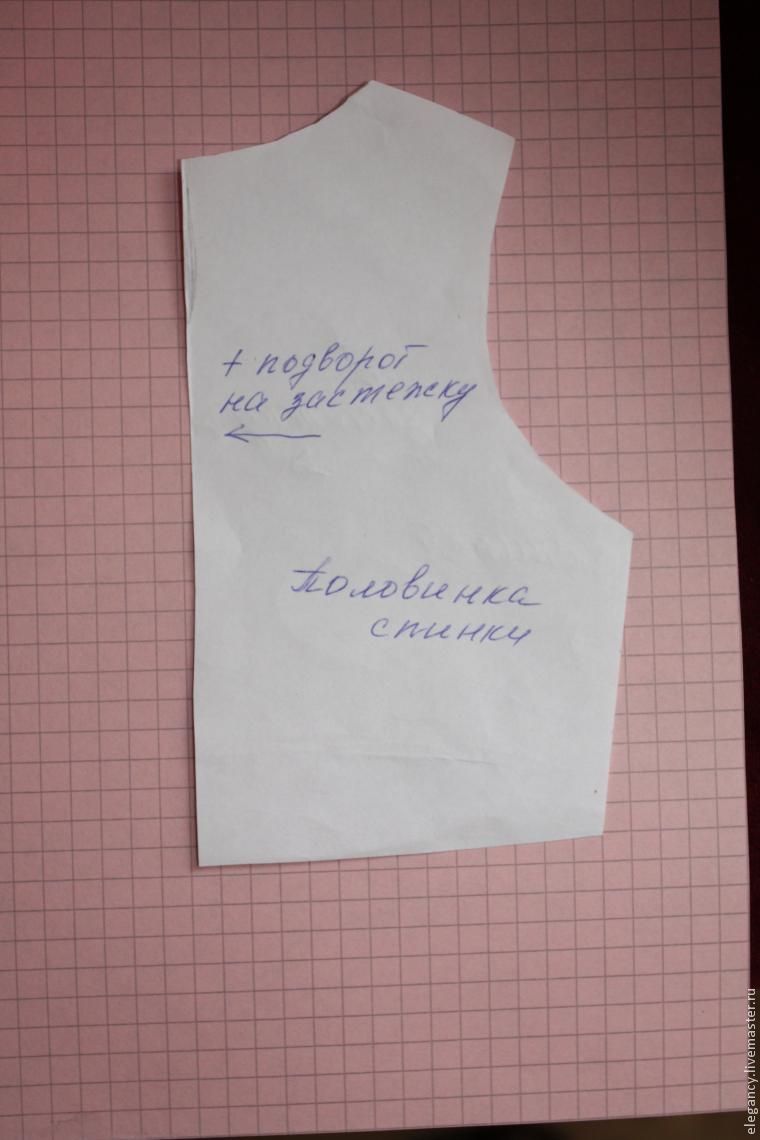 + подворот
на застежку
←
Половинка
спинки
elegancy.livemaster.ru